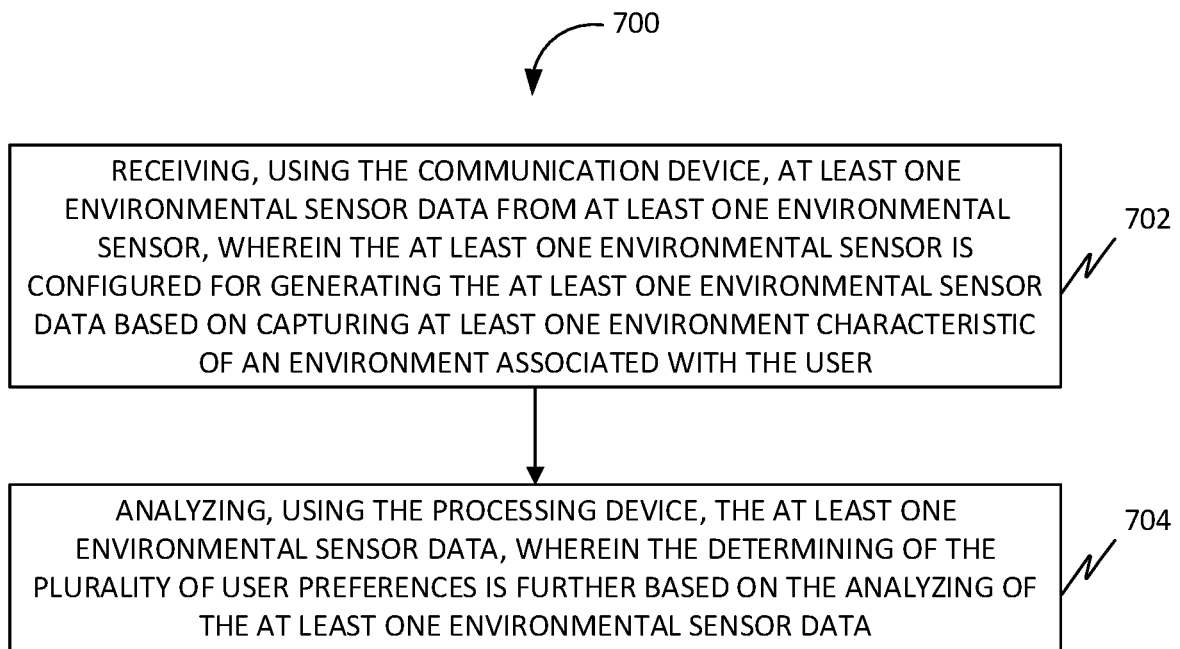 700
RECEIVING, USING THE COMMUNICATION DEVICE, AT LEAST ONE
ENVIRONMENTAL SENSOR DATA FROM AT LEAST ONE ENVIRONMENTAL
SENSOR, WHEREIN THE AT LEAST ONE ENVIRONMENTAL SENSOR IS
CONFIGURED FOR GENERATING THE AT LEAST ONE ENVIRONMENTAL SENSOR
DATA BASED ON CAPTURING AT LEAST ONE ENVIRONMENT CHARACTERISTIC
OF AN ENVIRONMENT ASSOCIATED WITH THE USER
702
ANALYZING, USING THE PROCESSING DEVICE, THE AT LEAST ONE
ENVIRONMENTAL SENSOR DATA, WHEREIN THE DETERMINING OF THE
PLURALITY OF USER PREFERENCES IS FURTHER BASED ON THE ANALYZING OF
THE AT LEAST ONE ENVIRONMENTAL SENSOR DATA
704